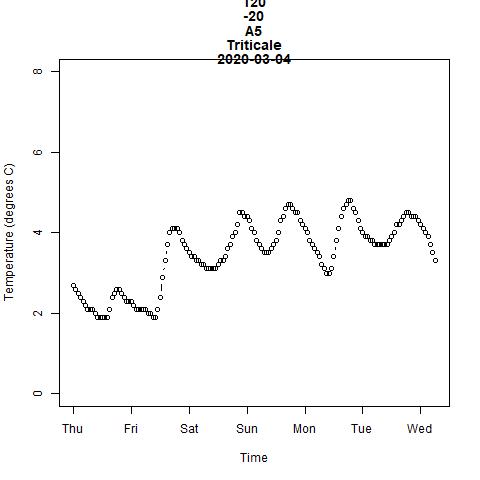 120
-20
A5
Triticale
2020-03-04
8
6
4
2
0
Temperature (degrees C)
Thu Fri Sat Sun Mon Tue Wed
Time